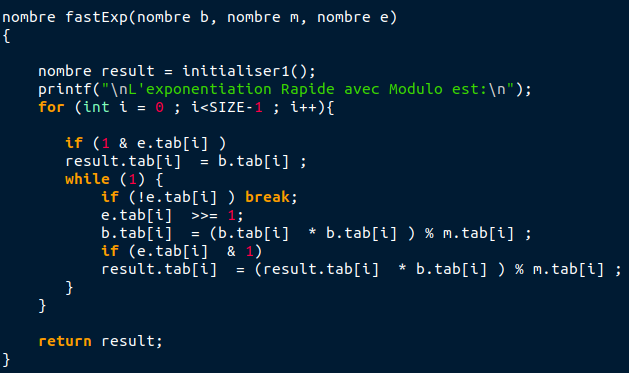 nombre fastExp(nombre b, nombre m, nombre e)
{
nombre result = initialiser1();
printf("\nL'exponentiation Rapide avec Modulo est:\n");
for (int i = 0 ; i<SIZE-1 ; i++){
if (1 & e.tab[i] )
result.tab[i]  = b.tab[i] ;
while (1) {
if (!e.tab[i] ) break;
e.tab[i]  >>= 1;
b.tab[i]  = (b.tab[i]  * b.tab[i] ) % m.tab[i] ;
if (e.tab[i]  & 1)
result.tab[i]  = (result.tab[i]  * b.tab[i] ) % m.tab[i] ;
}
}
return result;
}